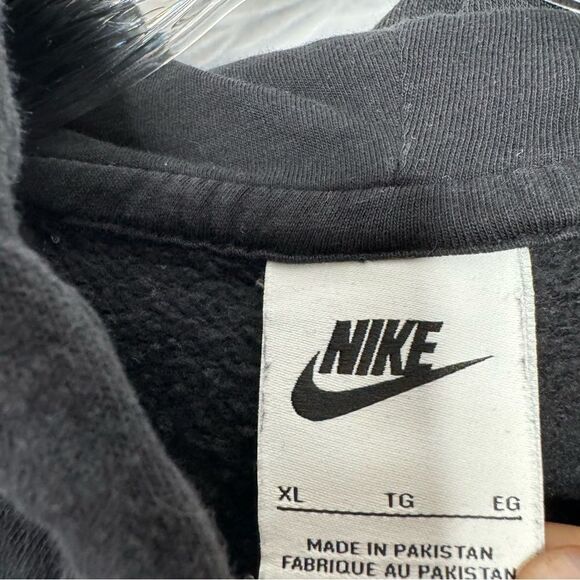 NIKE
XL TG EG
MADE IN PAKISTAN
FABRIQUE AU PAKISTAN